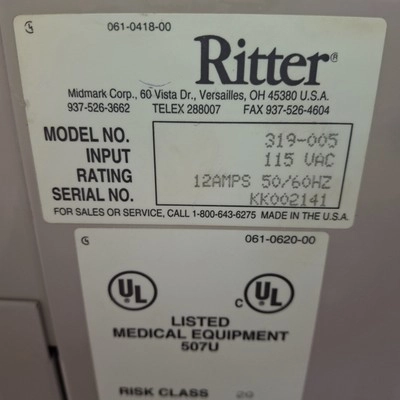 061-0418-00
Ritter®
Midmark Corp., 60 Vista Dr., Versailles, OH 45380 U.S.A.
937-526-3662 TELEX 288007 FAX 937-526-4604
MODEL NO. 319-005
INPUT 115 VAC
RATING 12AMPS 50/60HZ
SERIAL NO. KK002141
FOR SALES OR SERVICE, CALL 1-800-643-6275 MADE IN THE U.S.A.
061-0620-00
UL C UL
LISTED
MEDICAL EQUIPMENT
507U
RISK CLASS